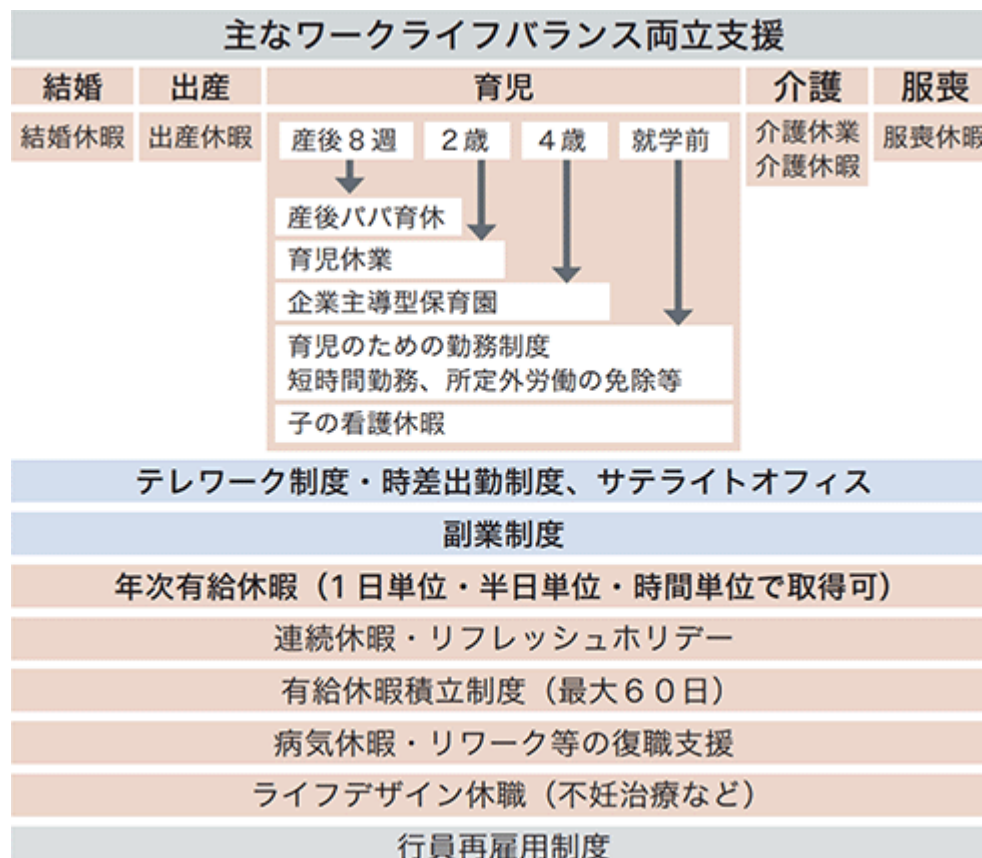 主なワークライフバランス両立支援
結婚 出産 育児 介護 服喪
結婚休暇 出産休暇 産後８週 ２歳 ４歳 就学前 介護休業 服喪休暇
介護休暇
産後パパ育休
育児休業
企業主導型保育園
育児のための勤務制度
短時間勤務、所定外労働の免除等
子の看護休暇
テレワーク制度・時差出勤制度、サテライトオフィス
副業制度
年次有給休暇（1 日単位・半日単位・時間単位で取得可）
連続休暇・リフレッシュホリデー
有給休暇積立制度（最大６０日）
病気休暇・リワーク等の復職支援
ライフデザイン休職（不妊治療など）
行員再雇用制度